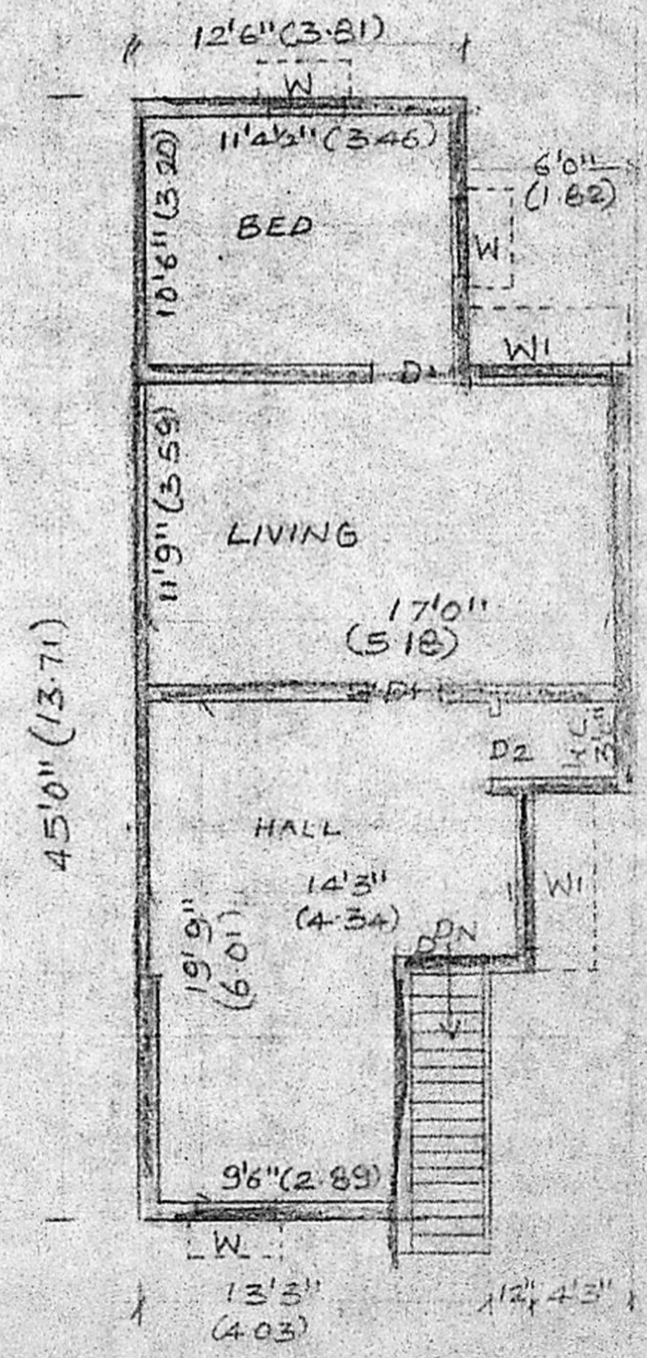 12'6"(3.81)
W
11'4½"(3.46)
10'6"(3.20)
6'0"
(1.82)
BED
W
W1
D1
11'9"(3.59)
LIVING
17'0"
(5.18)
D1
D2
45'0"(13.71)
HALL
14'3"
(4.34)
W1
19'9"
(6.01)
D
DN
9'6"(2.89)
W
13'3"
(4.03)
12"
4'3"